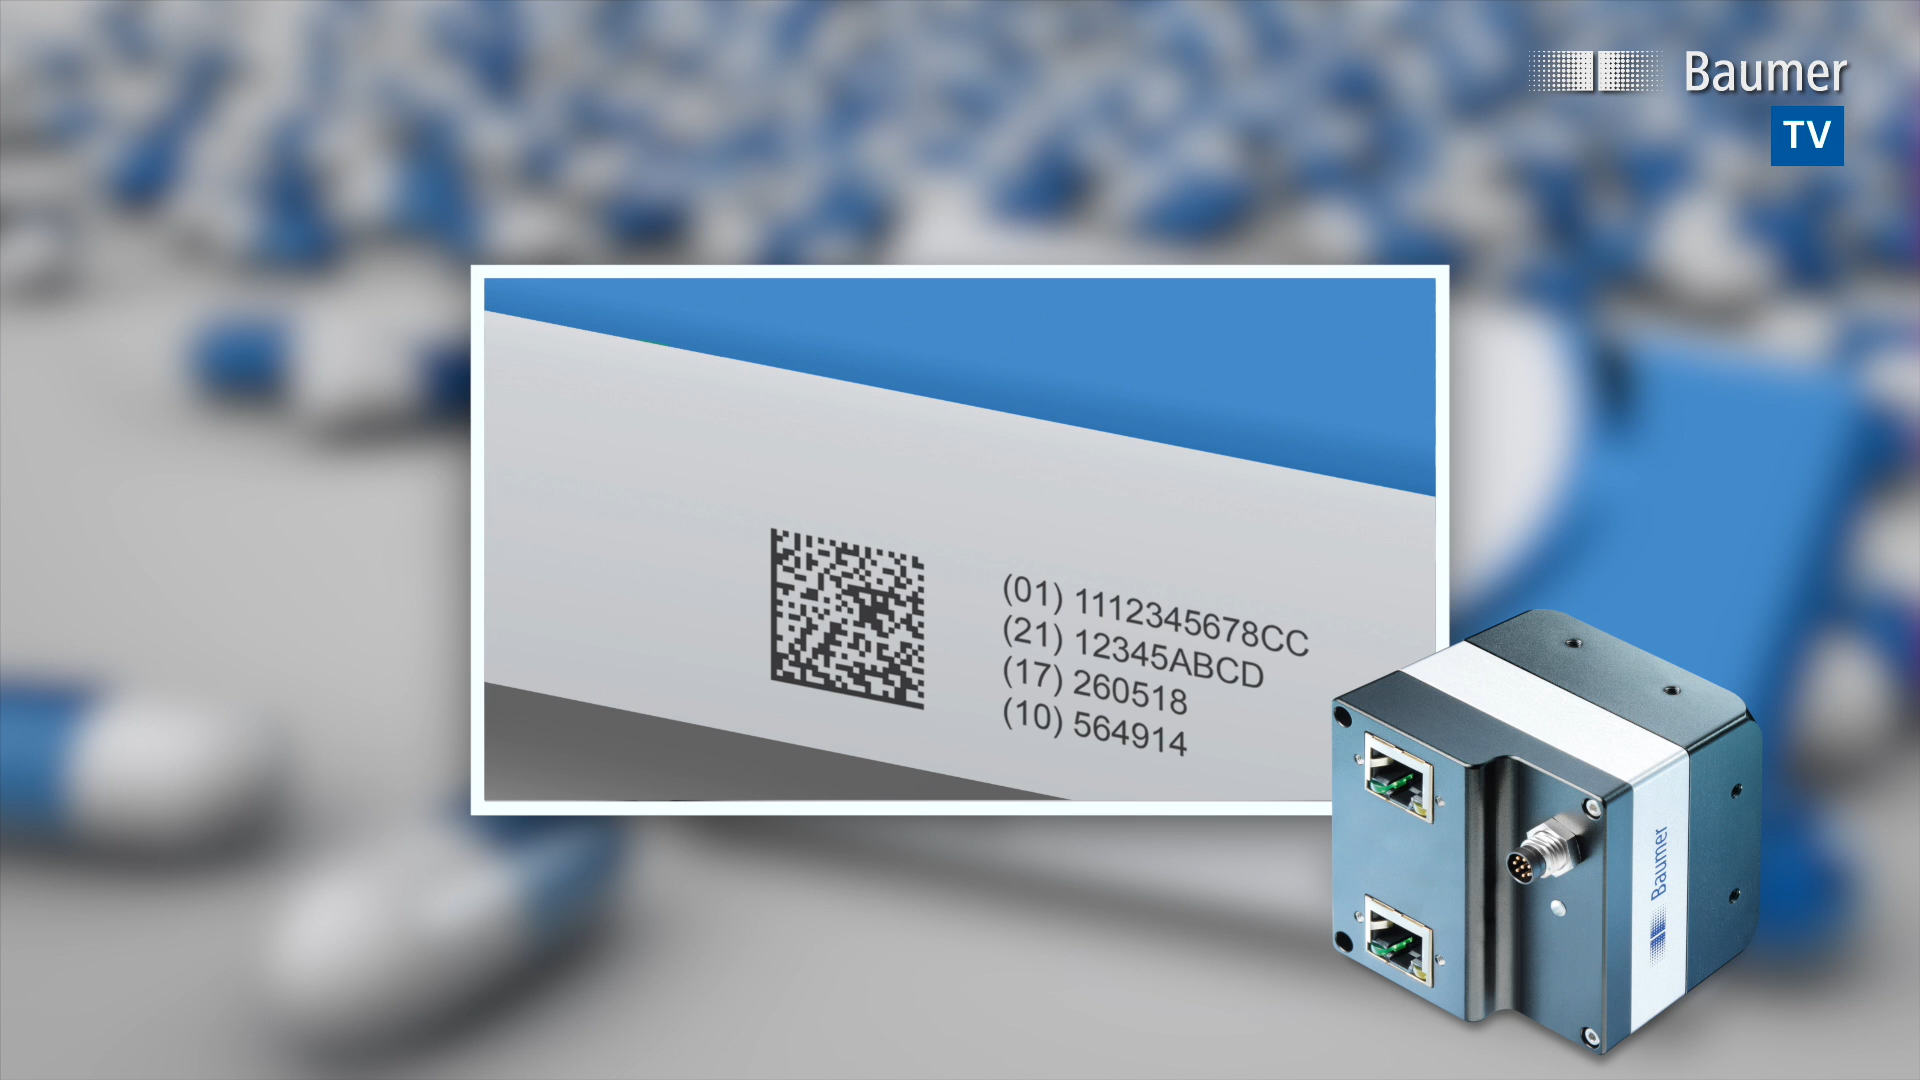 Baumer
TV
(01) 1112345678CC
(21) 12345ABCD
(17) 260518
(10) 564914
Baumer